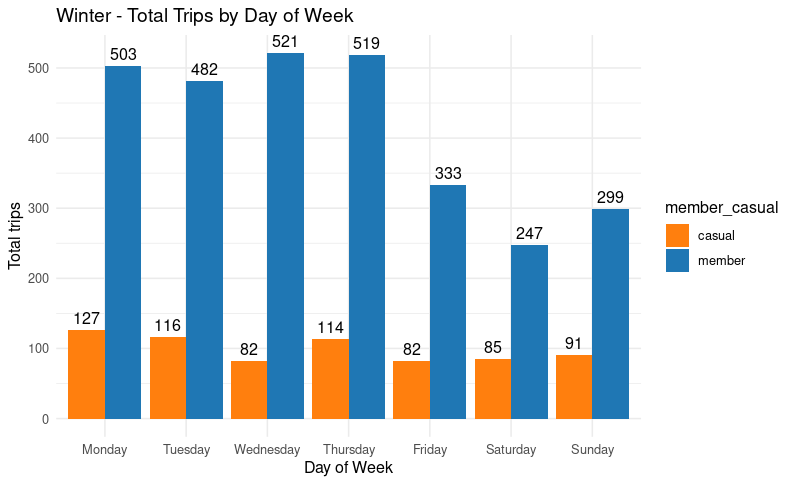 Winter - Total Trips by Day of Week
Total trips
500
400
300
200
100
0
127
503
116
482
82
521
114
519
82
333
85
247
91
299
Monday
Tuesday
Wednesday
Thursday
Friday
Saturday
Sunday
Day of Week
member_casual
casual
member